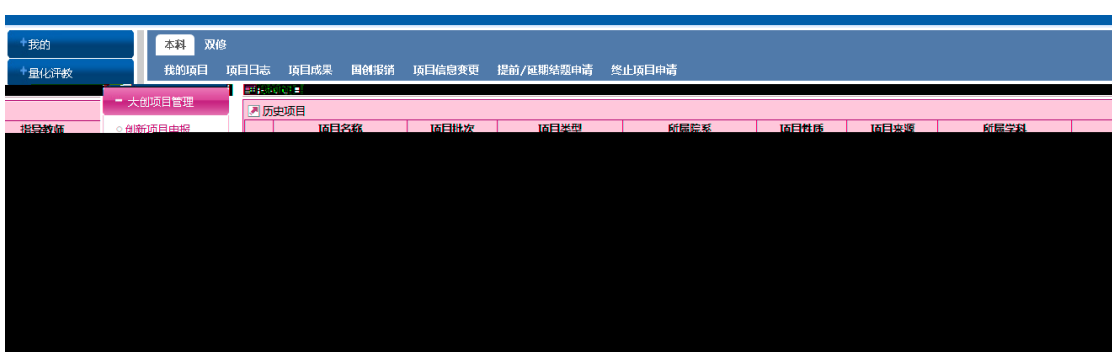 +我的
本科 双修
+量化评教
我的项目 项目日志 项目成果 国创报销 项目信息变更 提前/延期结题申请 终止项目申请
- 大创项目管理
历史项目
指导教师
创新项目申报
项目名称 项目批次 项目类型 所属院系 项目性质 项目来源 所属学科